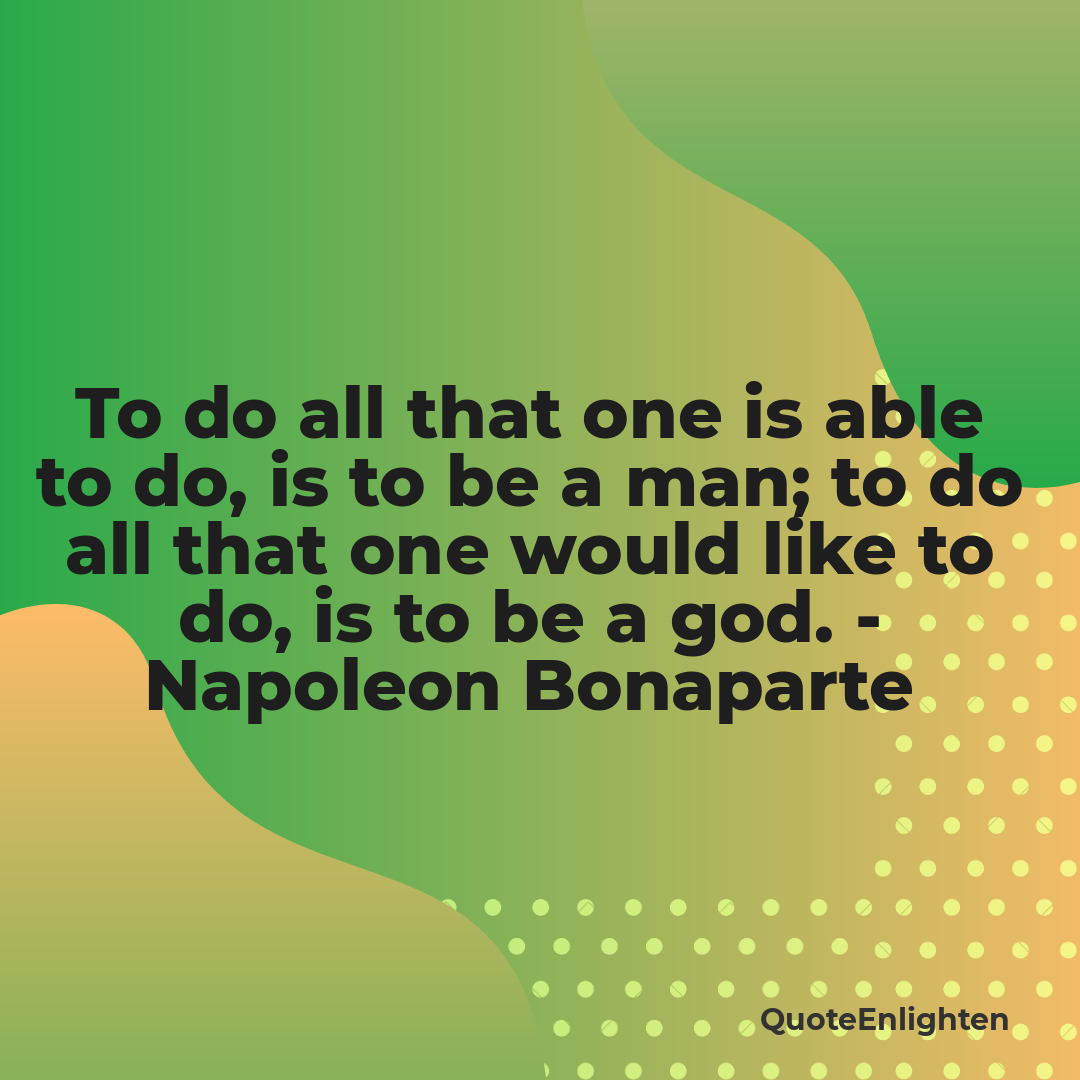 To do all that one is able
to do, is to be a man; to do
all that one would like to
do, is to be a god. -
Napoleon Bonaparte
QuoteEnlighten